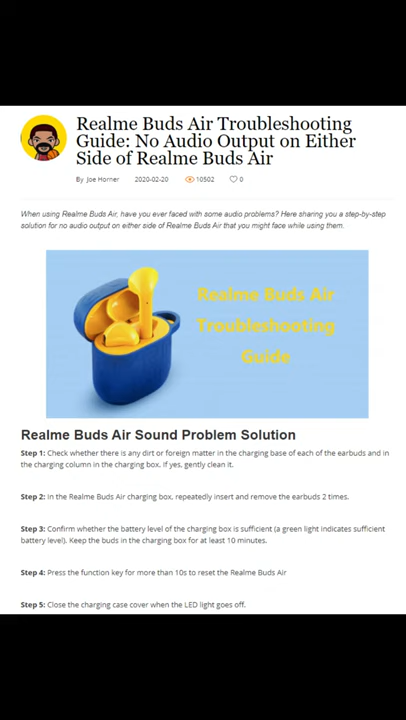 Realme Buds Air Troubleshooting
Guide: No Audio Output on Either
Side of Realme Buds Air
By Joe Horner 2020-02-20 10502 0
When using Realme Buds Air, have you ever faced with some audio problems? Here sharing you a step-by-step
solution for no audio output on either side of Realme Buds Air that you might face while using them.
Realme Buds Air
Troubleshooting
Guide
Realme Buds Air Sound Problem Solution
Step 1: Check whether there is any dirt or foreign matter in the charging base of each of the earbuds and in
the charging column in the charging box. If yes, gently clean it.
Step 2: In the Realme Buds Air charging box, repeatedly insert and remove the earbuds 2 times.
Step 3: Confirm whether the battery level of the charging box is sufficient (a green light indicates sufficient
battery level). Keep the buds in the charging box for at least 10 minutes.
Step 4: Press the function key for more than 10s to reset the Realme Buds Air
Step 5: Close the charging case cover when the LED light goes off.